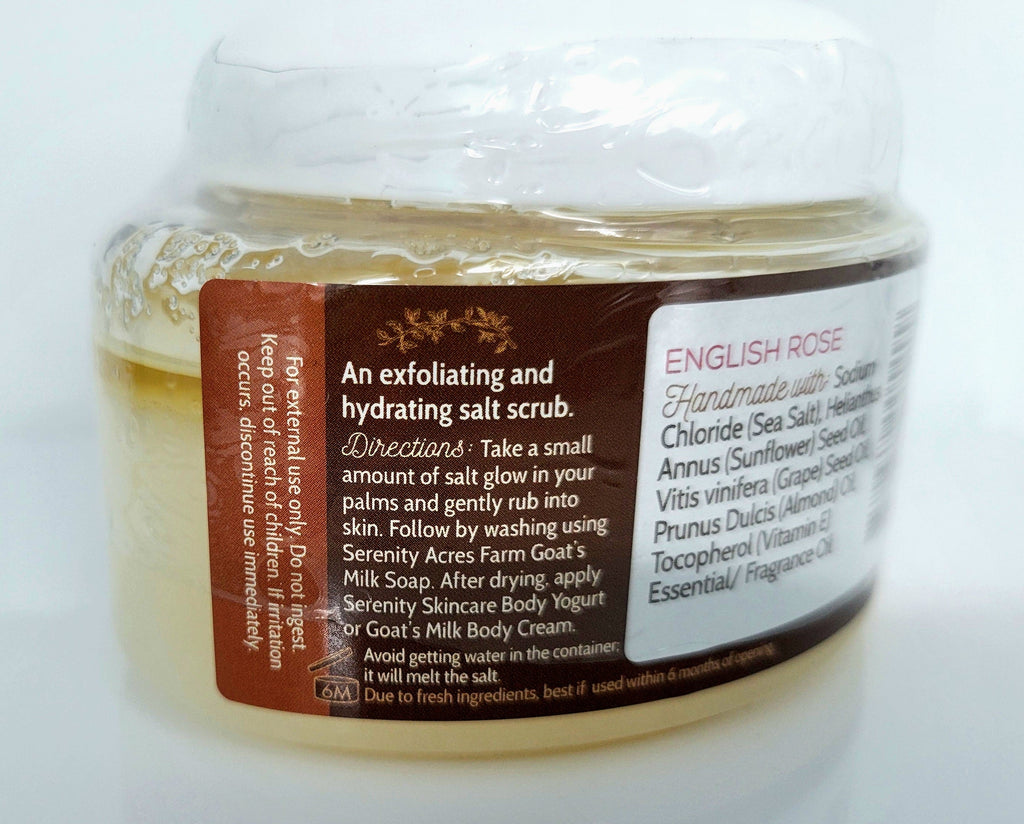 For external use only. Do not ingest.
Keep out of reach of children. If irritation
occurs, discontinue use immediately.
An exfoliating and
hydrating salt scrub.
Directions: Take a small
amount of salt glow in your
palms and gently rub into
skin. Follow by washing using
Serenity Acres Farm Goat's
Milk Soap. After drying, apply
Serenity Skincare Body Yogurt
or Goat's Milk Body Cream.
Avoid getting water in the container,
it will melt the salt.
6M
Due to fresh ingredients, best if used within 6 months of opening.
ENGLISH ROSE
Handmade with: Sodium
Chloride (Sea Salt), Helianthus
Annus (Sunflower) Seed Oil,
Vitis vinifera (Grape) Seed Oil,
Prunus Dulcis (Almond) Oil,
Tocopherol (Vitamin E)
Essential/ Fragrance Oil